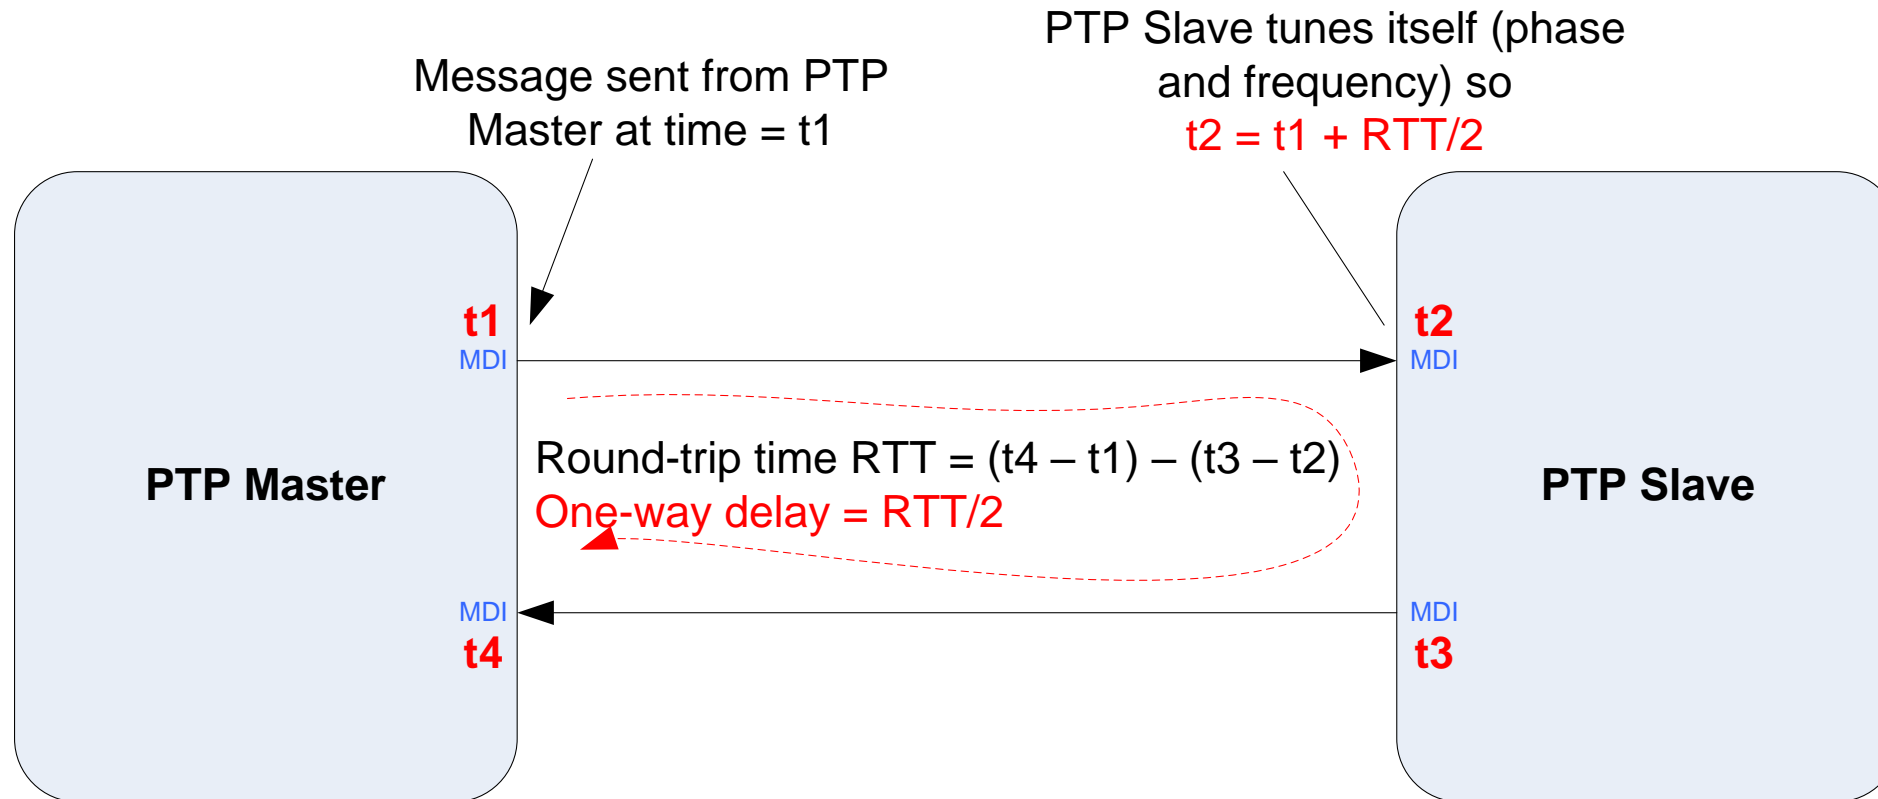 PTP Slave tunes itself (phase
and frequency) so
t2 = t1 + RTT/2
Message sent from PTP
Master at time = t1
t1
MDI
t2
MDI
Round-trip time RTT = (t4 – t1) – (t3 – t2)
One-way delay = RTT/2
PTP Master
PTP Slave
MDI
t4
MDI
t3